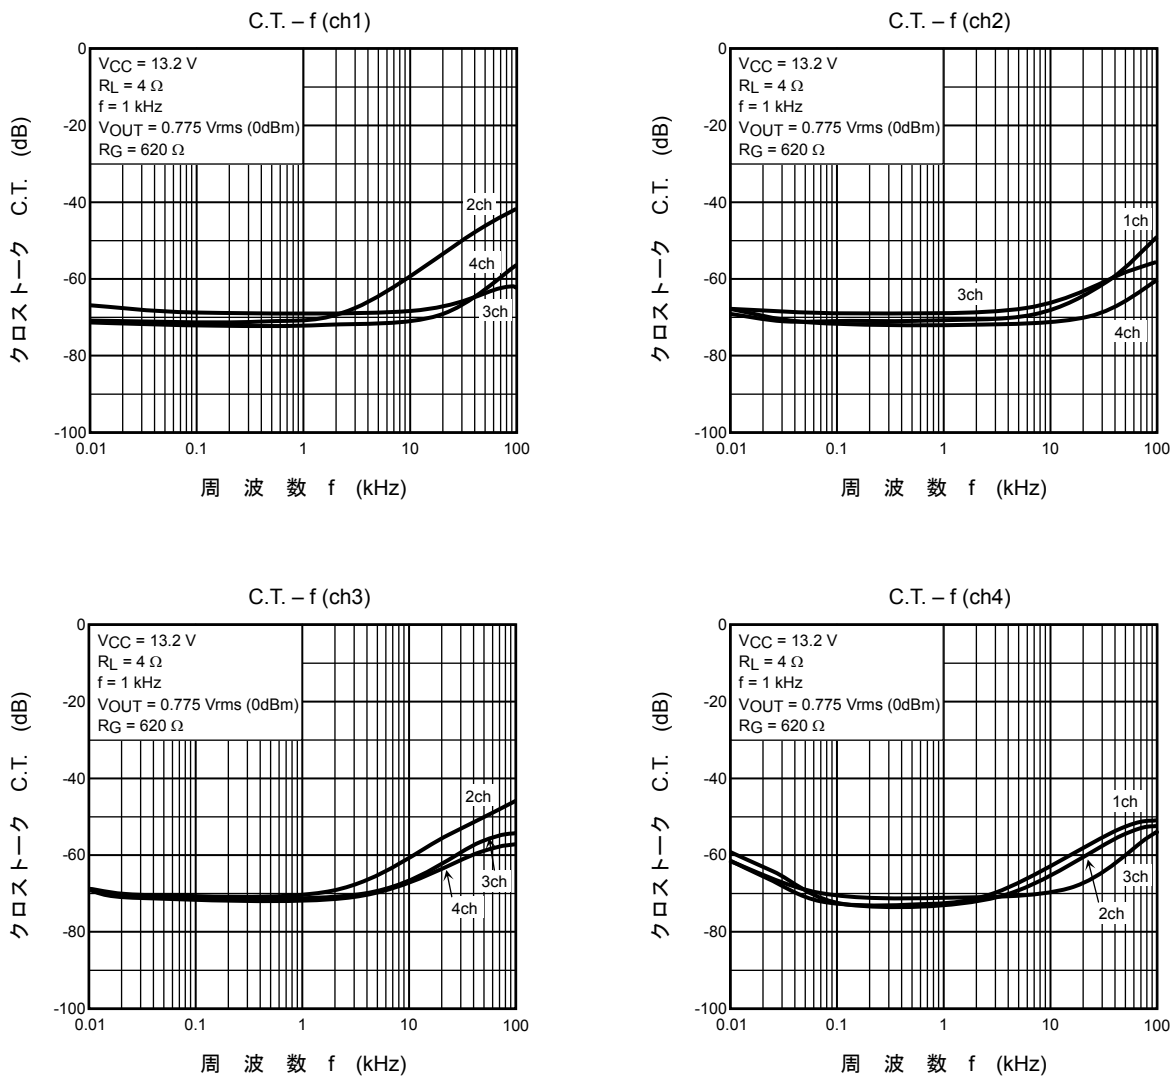 C.T. – f (ch1)
VCC = 13.2 V
RL = 4 Ω
f = 1 kHz
VOUT = 0.775 Vrms (0dBm)
RG = 620 Ω
クロストーク C.T. (dB)
0
-20
-40
-60
-80
-100
2ch
4ch
3ch
0.01
0.1
1
10
100
周 波 数 f (kHz)
C.T. – f (ch2)
VCC = 13.2 V
RL = 4 Ω
f = 1 kHz
VOUT = 0.775 Vrms (0dBm)
RG = 620 Ω
クロストーク C.T. (dB)
0
-20
-40
-60
-80
-100
1ch
3ch
4ch
0.01
0.1
1
10
100
周 波 数 f (kHz)
C.T. – f (ch3)
VCC = 13.2 V
RL = 4 Ω
f = 1 kHz
VOUT = 0.775 Vrms (0dBm)
RG = 620 Ω
クロストーク C.T. (dB)
0
-20
-40
-60
-80
-100
2ch
3ch
4ch
0.01
0.1
1
10
100
周 波 数 f (kHz)
C.T. – f (ch4)
VCC = 13.2 V
RL = 4 Ω
f = 1 kHz
VOUT = 0.775 Vrms (0dBm)
RG = 620 Ω
クロストーク C.T. (dB)
0
-20
-40
-60
-80
-100
1ch
3ch
2ch
0.01
0.1
1
10
100
周 波 数 f (kHz)